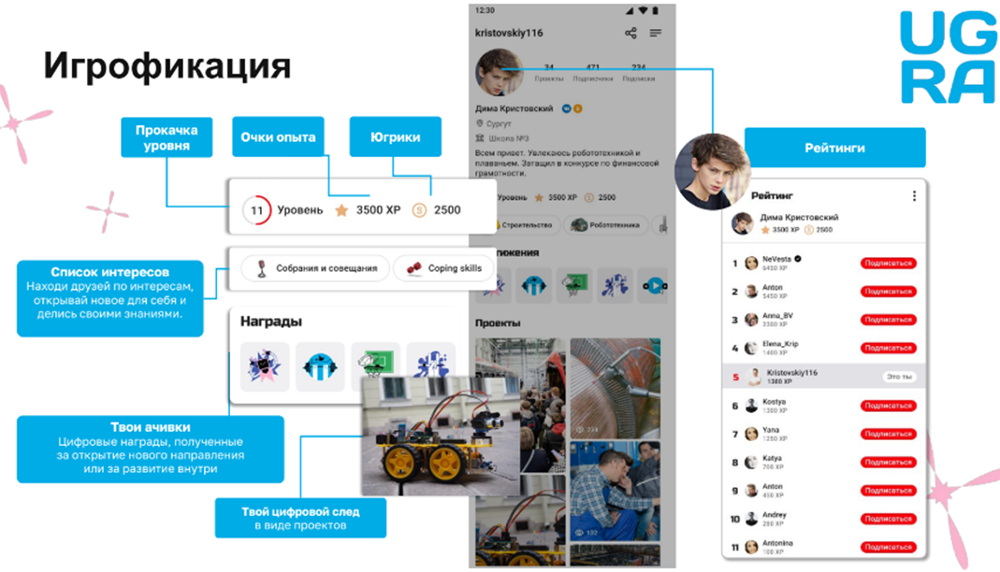 Игрофикация
UG
RA
Прокачка
уровня
Очки опыта
Югрики
11 Уровень 3500 XP 2500
Собрания и совещания
Coping skills
Список интересов
Находи друзей по интересам,
открывай новое для себя и
делись своими знаниями.
Награды
Твои ачивки
Цифровые награды, полученные
за открытие нового направления
или за развитие внутри
Твой цифровой след
в виде проектов
12:30
kristovskiy116
34 471 234
Проекты Подписчики Подписки
Дима Кристовский
Сургут
Школа №3
Всем привет. Увлекаюсь робототехникой и
плаваньем. Затащил в конкурсе по финансовой
грамотности.
Уровень 3500 XP 2500
Строительство
Робототехника
тижения
Проекты
234
132
Рейтинги
Рейтинг
Дима Кристовский
3500 XP 2500
1 NeVesta Подписаться
6450 XP
2 Anton Подписаться
5450 XP
3 Anna_BV Подписаться
2300 XP
4 Elena_Krip Подписаться
1400 XP
5 Kristovskiy116 Это ты
1380 XP
6 Kostya Подписаться
1300 XP
7 Yana Подписаться
1250 XP
8 Katya Подписаться
700 XP
9 Anton Подписаться
450 XP
10 Andrey Подписаться
280 XP
11 Antonina Подписаться
100 XP